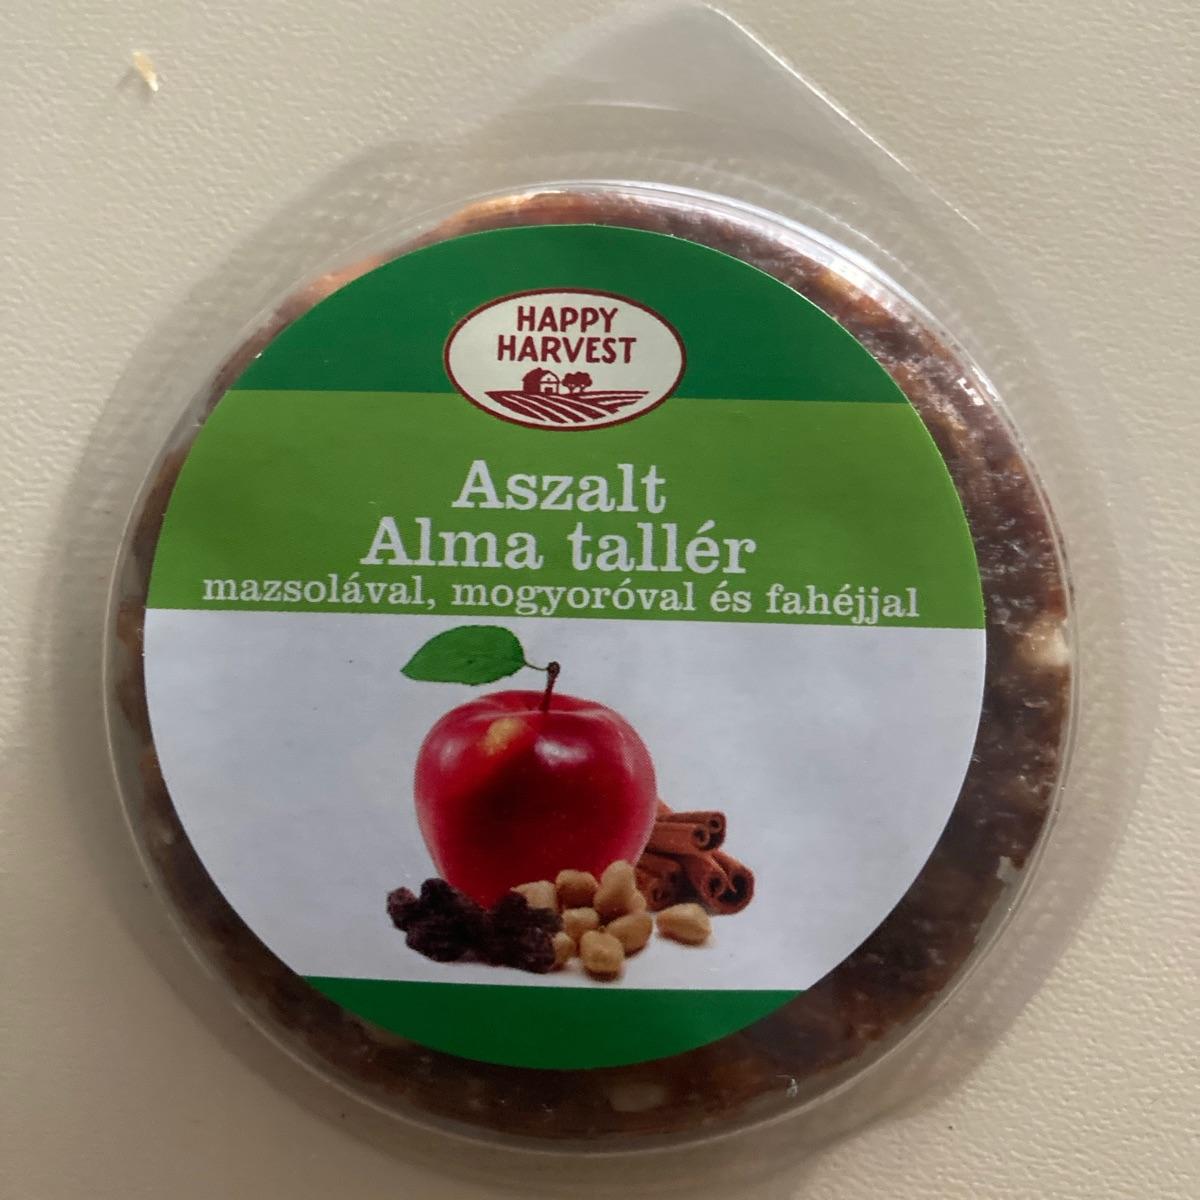 HAPPY
HARVEST
Aszalt
Alma tallér
mazsolával, mogyoróval és fahéjjal